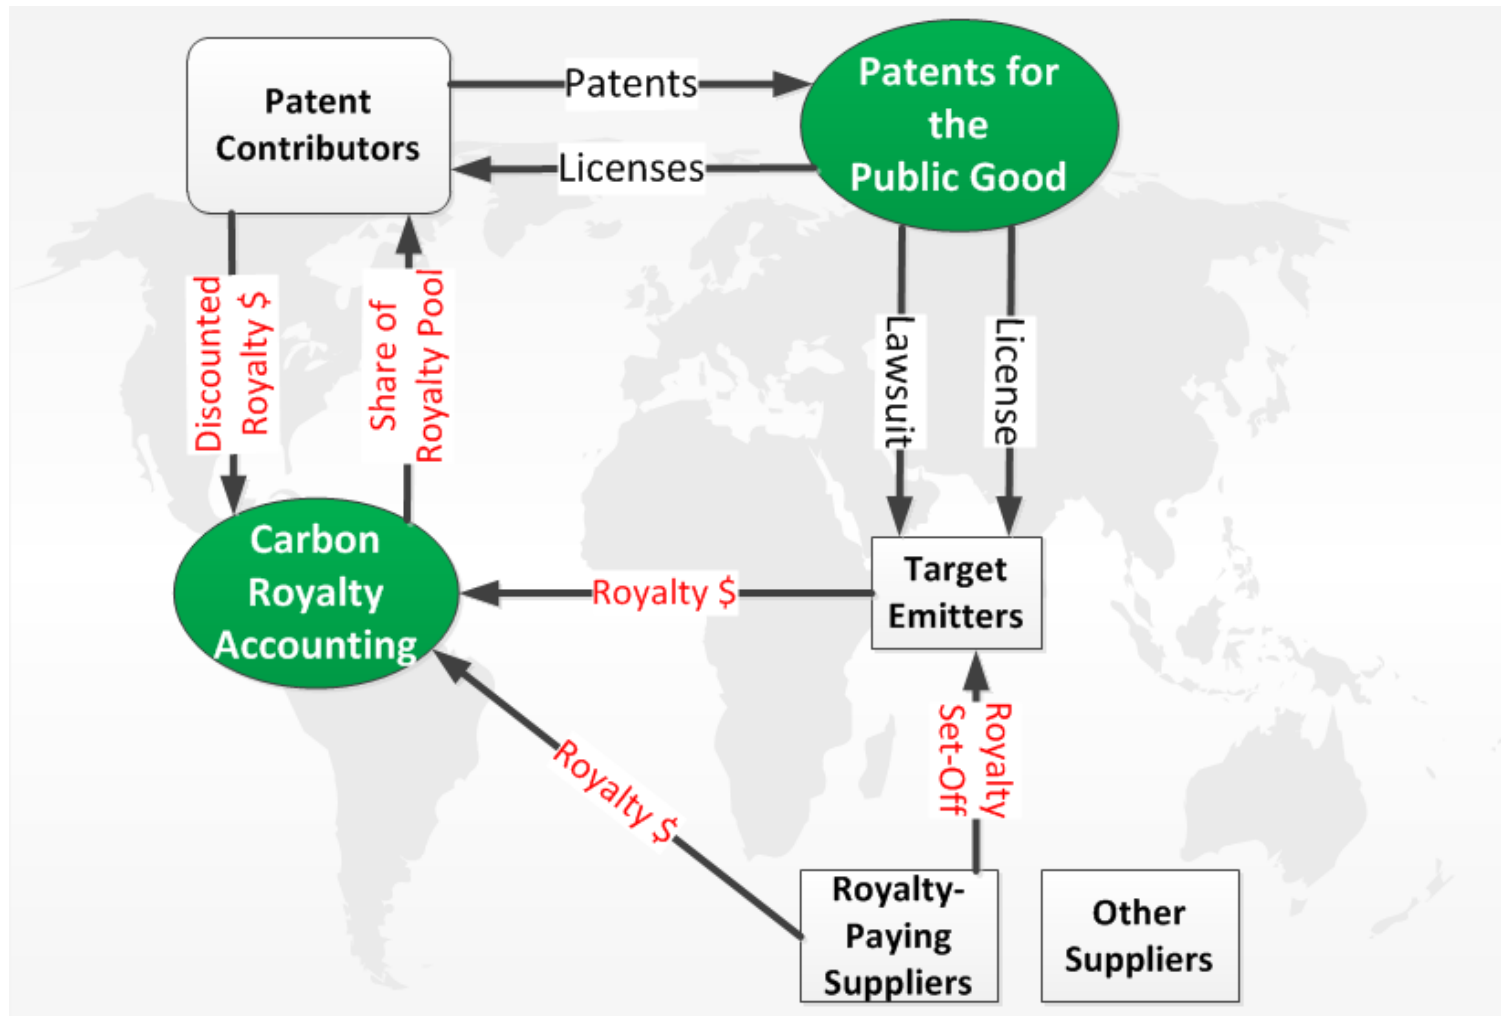 Patent
Contributors
Patents
Licenses
Patents for
the
Public Good
Discounted
Royalty $
Share of
Royalty Pool
Lawsuit
License
Carbon
Royalty
Accounting
Royalty $
Target
Emitters
Royalty $
Royalty
Set-Off
Royalty-
Paying
Suppliers
Other
Suppliers